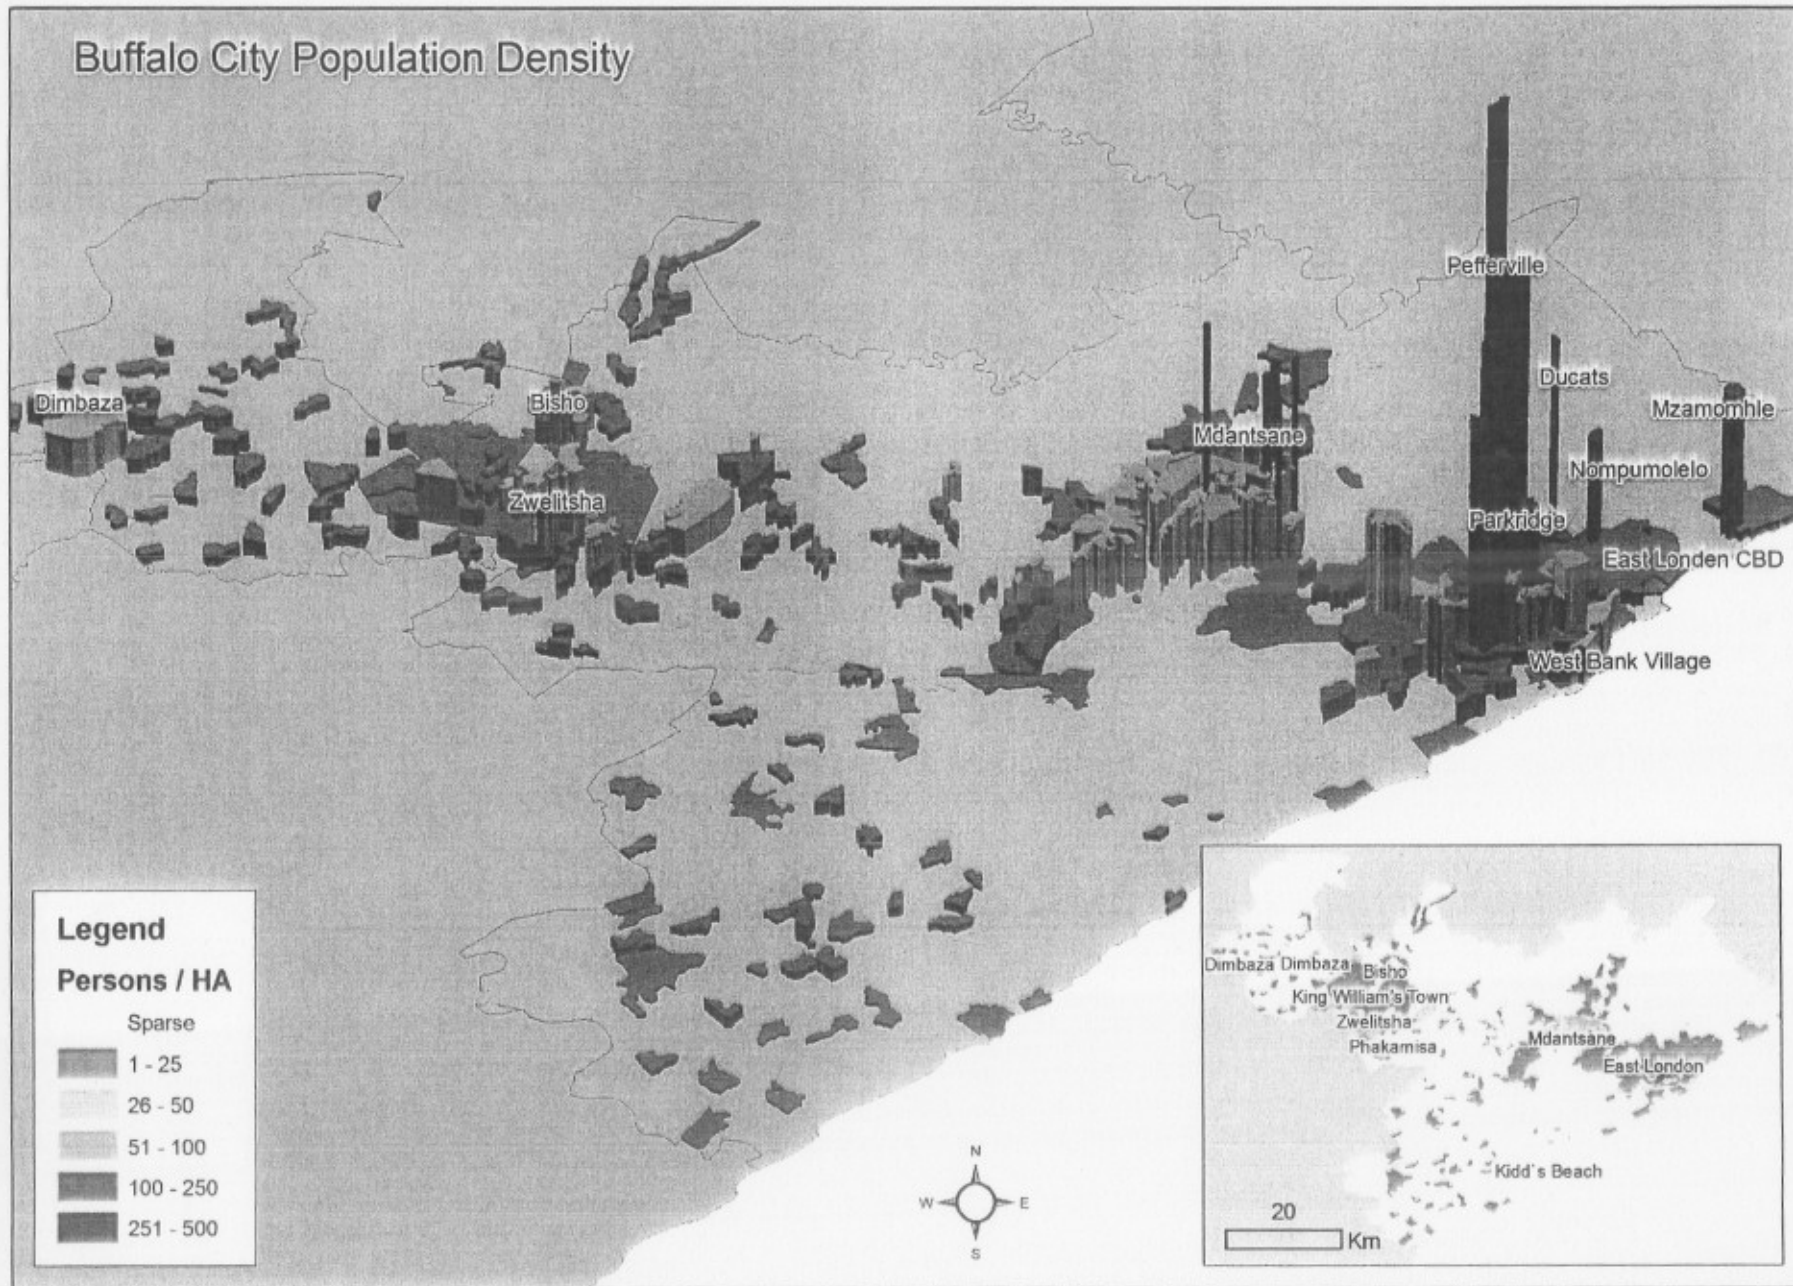 Buffalo City Population Density
Pefferville
Ducats
Mzamomhle
Dimbaza
Bisho
Mdantsane
Nompumolelo
Zwelitsha
Parkridge
East Londen CBD
West Bank Village
Legend
Persons / HA
Sparse
1 - 25
26 - 50
51 - 100
100 - 250
251 - 500
N
W E
S
Dimbaza Dimbaza Bisho
King William's Town
Zwelitsha
Phakamisa
Mdantsane
East London
Kidd`s Beach
20
Km